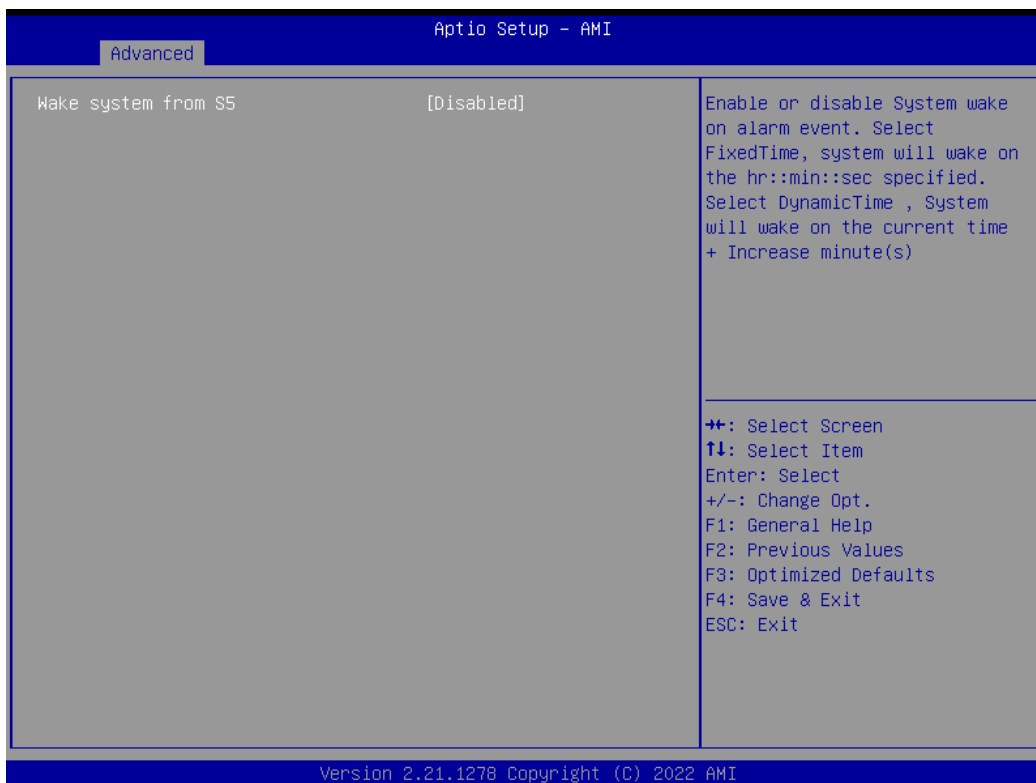 Aptio Setup - AMI
Advanced
Wake system from S5 [Disabled]
Enable or disable System wake
on alarm event. Select
FixedTime, system will wake on
the hr::min::sec specified.
Select DynamicTime , System
will wake on the current time
+ Increase minute(s)
→←: Select Screen
↑↓: Select Item
Enter: Select
+/-: Change Opt.
F1: General Help
F2: Previous Values
F3: Optimized Defaults
F4: Save & Exit
ESC: Exit
Version 2.21.1278 Copyright (C) 2022 AMI